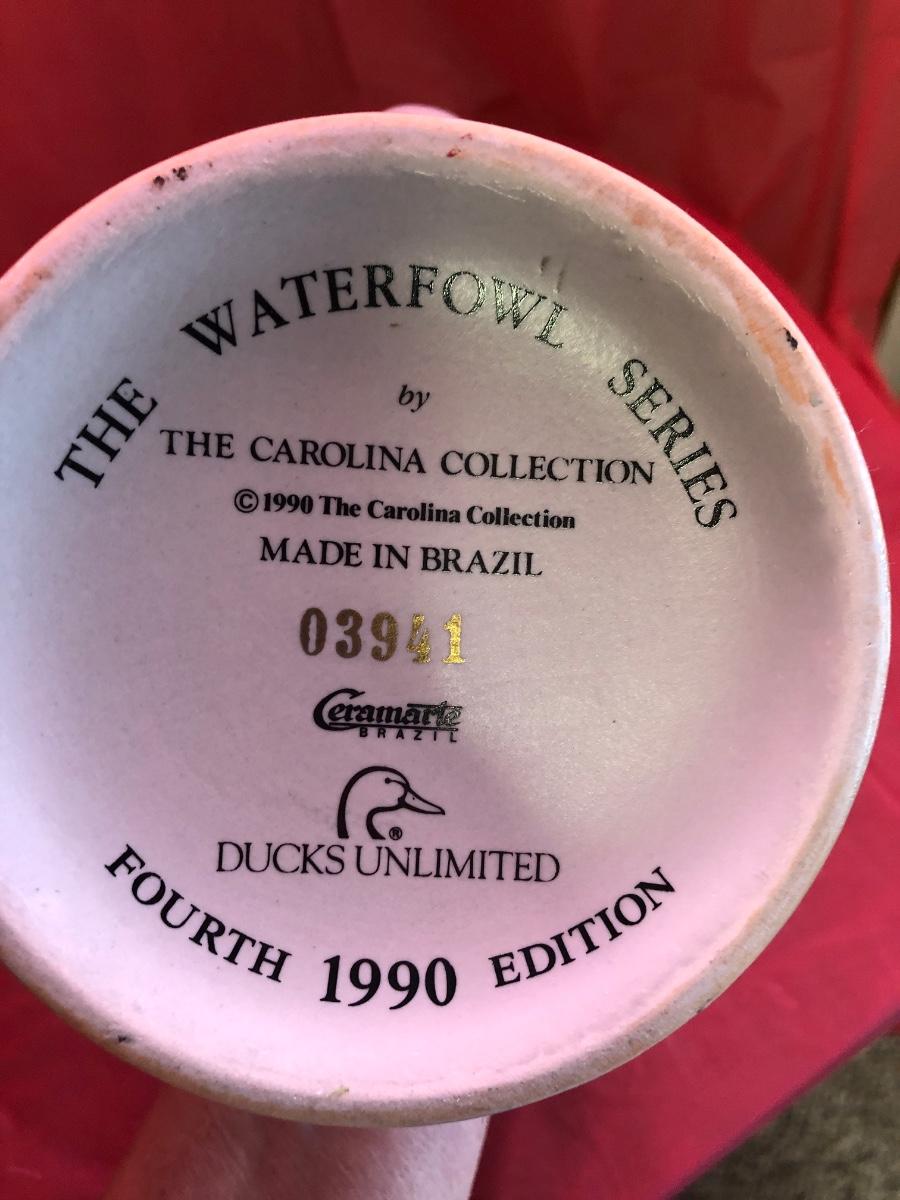 THE WATERFOWL SERIES
by
THE CAROLINA COLLECTION
©1990 The Carolina Collection
MADE IN BRAZIL
03941
Ceramarte
BRAZIL
®
DUCKS UNLIMITED
FOURTH 1990 EDITION